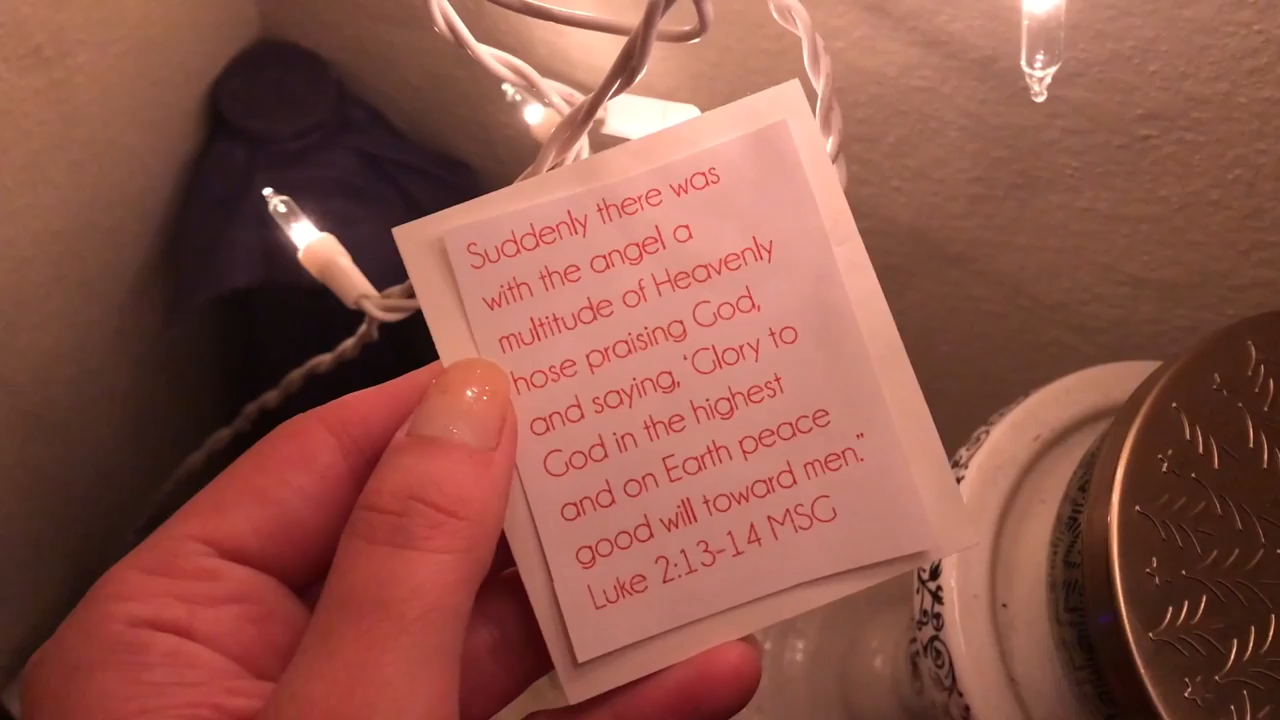 Suddenly there was
with the angel a
multitude of Heavenly
hose praising God,
and saying, 'Glory to
God in the highest
and on Earth peace
good will toward men."
Luke 2:13-14 MSG